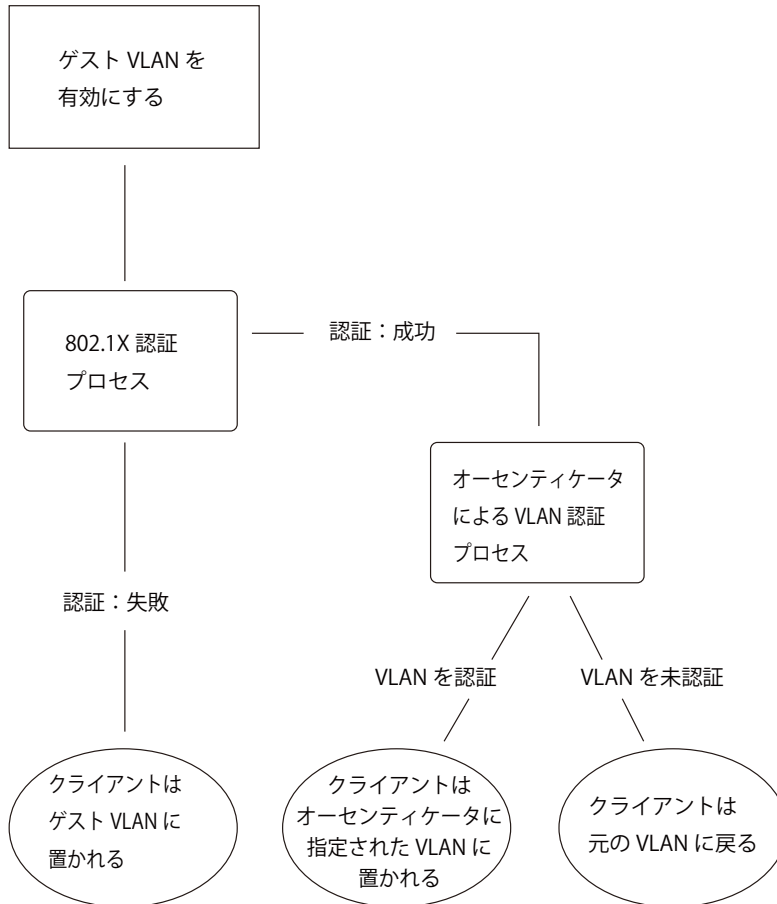 ゲスト VLAN を
有効にする
802.1X 認証
プロセス
認証：成功
オーセンティケータ
による VLAN 認証
プロセス
認証：失敗
VLAN を認証
VLAN を未認証
クライアントは
ゲスト VLAN に
置かれる
クライアントは
オーセンティケータに
指定された VLAN に
置かれる
クライアントは
元の VLAN に戻る